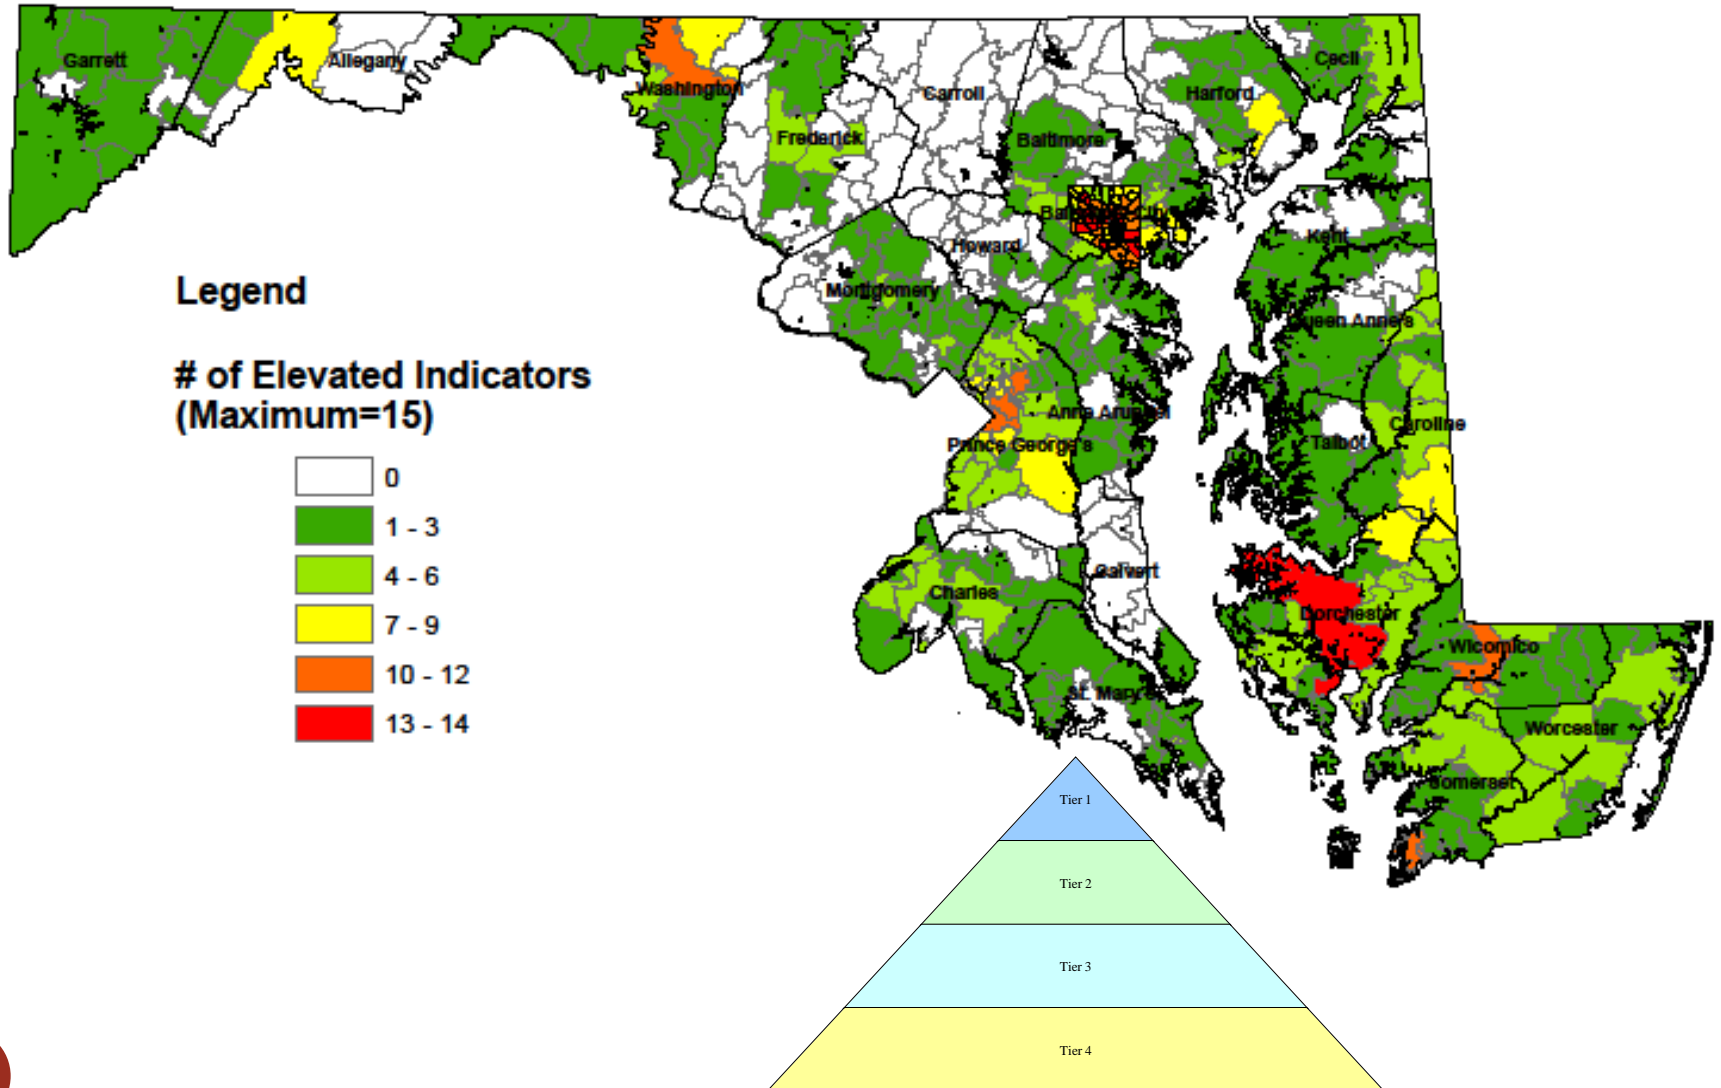 Garrett
Allegany
Washington
Frederick
Carroll
Baltimore
Harford
Cecil
Baltimore City
Howard
Montgomery
Kent
Queen Anne's
Anne Arundel
Prince George's
Talbot
Caroline
Calvert
Charles
Dorchester
St. Mary's
Wicomico
Worcester
Somerset
Legend
# of Elevated Indicators
(Maximum=15)
0
1 - 3
4 - 6
7 - 9
10 - 12
13 - 14
Tier 1
Tier 2
Tier 3
Tier 4